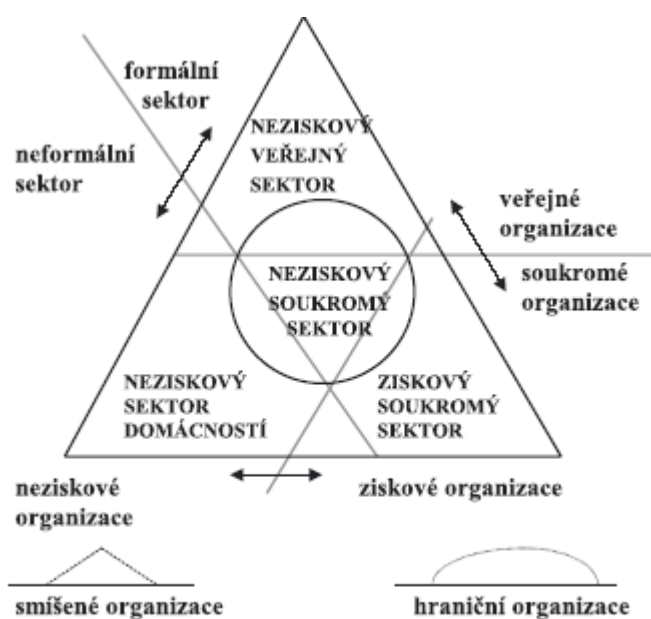 formální
sektor
neformální
sektor
NEZISKOVÝ
VEŘEJNÝ
SEKTOR
veřejné
organizace
soukromé
organizace
NEZISKOVÝ
SOUKROMÝ
SEKTOR
NEZISKOVÝ
SEKTOR
DOMÁCNOSTÍ
ZISKOVÝ
SOUKROMÝ
SEKTOR
neziskové
organizace
ziskové organizace
smíšené organizace
hraniční organizace